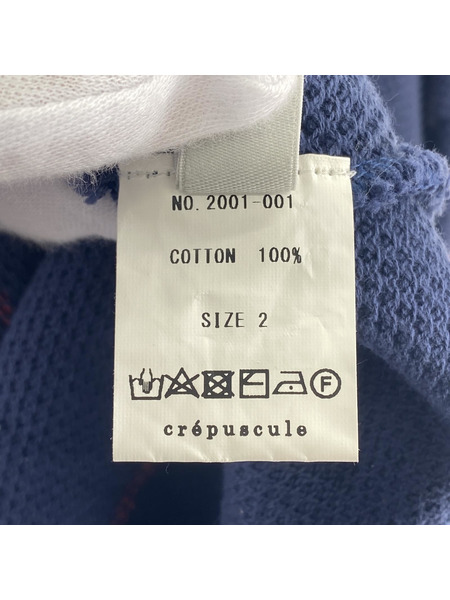 NO. 2001-001
COTTON 100%
SIZE 2
F
crépuscule